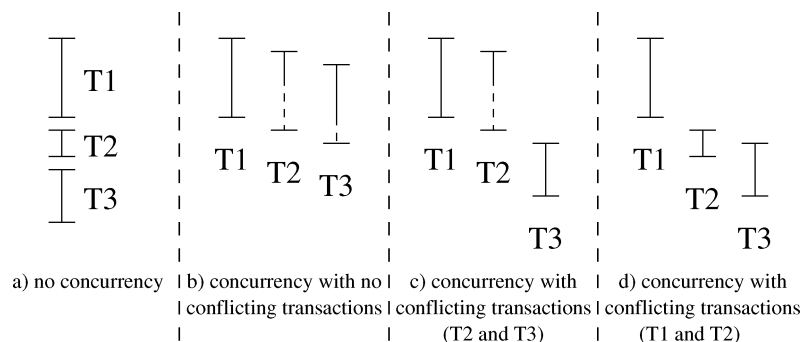 T1
T2
T3
a) no concurrency
T1
T2
T3
b) concurrency with no
conflicting transactions
T1
T2
T3
c) concurrency with
conflicting transactions
(T2 and T3)
T1
T2
T3
d) concurrency with
conflicting transactions
(T1 and T2)